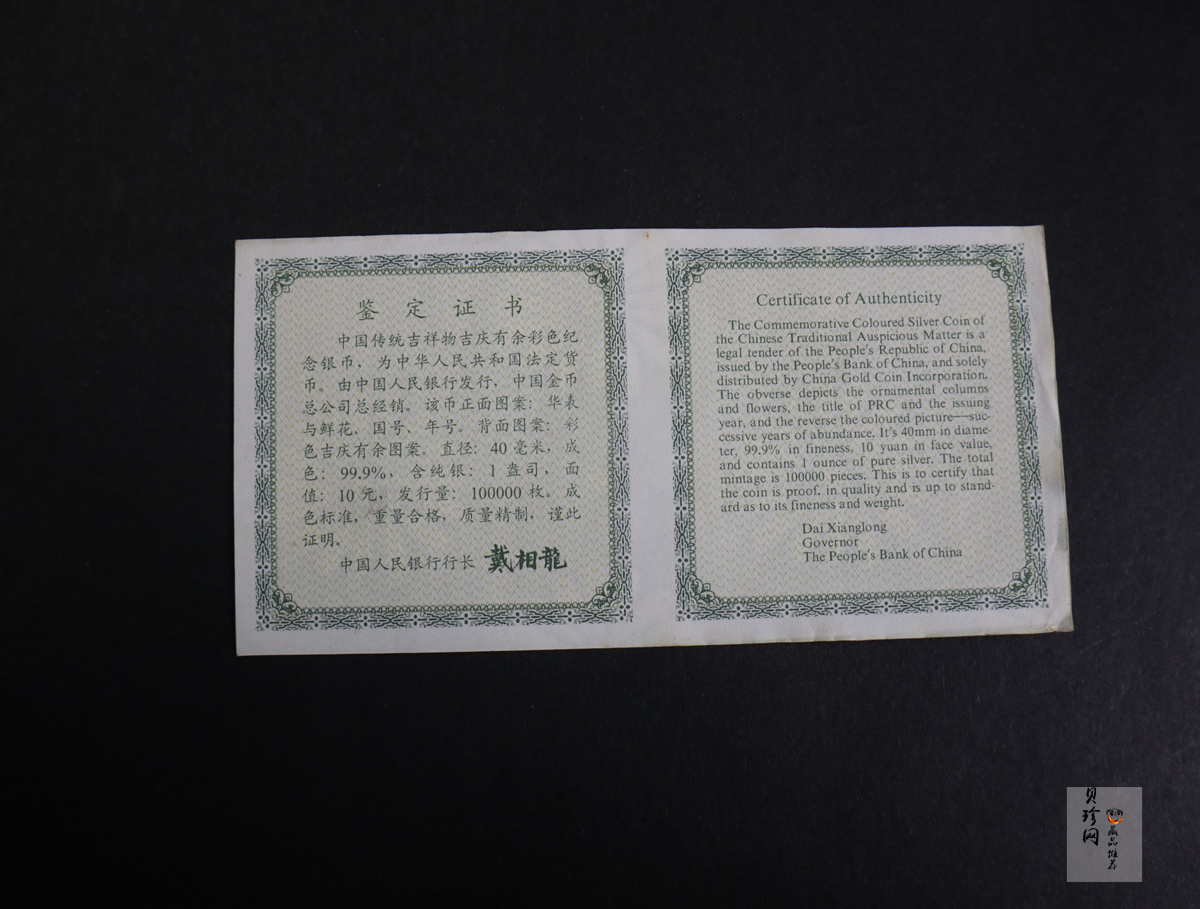 鉴定证书
中国传统吉祥物吉庆有余彩色纪
念银币，为中华人民共和国法定货
币。由中国人民银行发行，中国金币
总公司总经销。该币正面图案：华表
与鲜花、国号、年号。背面图案：彩
色吉庆有余图案。直径：40毫米，成
色：99.9%，含纯银：1盎司，面
值：10元，发行量：100000枚。成
色标准，重量合格，质量精制，谨此
证明。
中国人民银行行长 戴相龍
Certificate of Authenticity
The Commemorative Coloured Silver Coin of
the Chinese Traditional Auspicious Matter is a
legal tender of the People's Republic of China,
issued by the People's Bank of China, and solely
distributed by China Gold Coin Incorporation.
The obverse depicts the ornamental columns
and flowers, the title of PRC and the issuing
year, and the reverse the coloured picture—suc-
cessive years of abundance. It's 40mm in diame-
ter, 99.9% in fineness, 10 yuan in face value,
and contains 1 ounce of pure silver. The total
mintage is 100000 pieces. This is to certify that
the coin is proof. in quality and is up to stand-
ard as to its fineness and weight.
Dai Xianglong
Governor
The People's Bank of China
贝珍网
藏品推荐